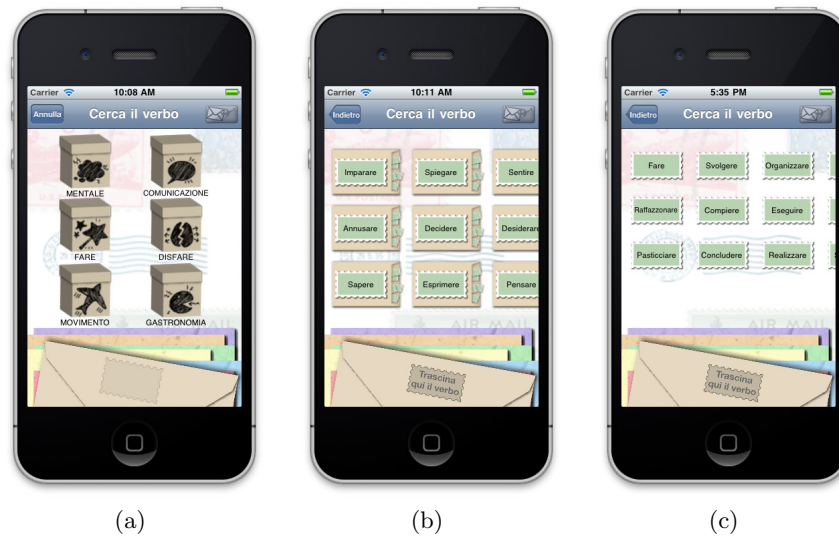 Carrier 10:08 AM
Annulla Cerca il verbo
MENTALE COMUNICAZIONE
FARE DISFARE
MOVIMENTO GASTRONOMIA
AIR MAIL
(a)
Carrier 10:11 AM
Indietro Cerca il verbo
Imparare Spiegare Sentire
Annusare Decidere Desiderare
Sapere Esprimere Pensare
AIR MAIL
Trascina
qui il verbo
(b)
Carrier 5:35 PM
Indietro Cerca il verbo
Fare Svolgere Organizzare
Raffazzonare Compiere Eseguire
Pasticciare Concludere Realizzare
AIR MAIL
Trascina
qui il verbo
(c)